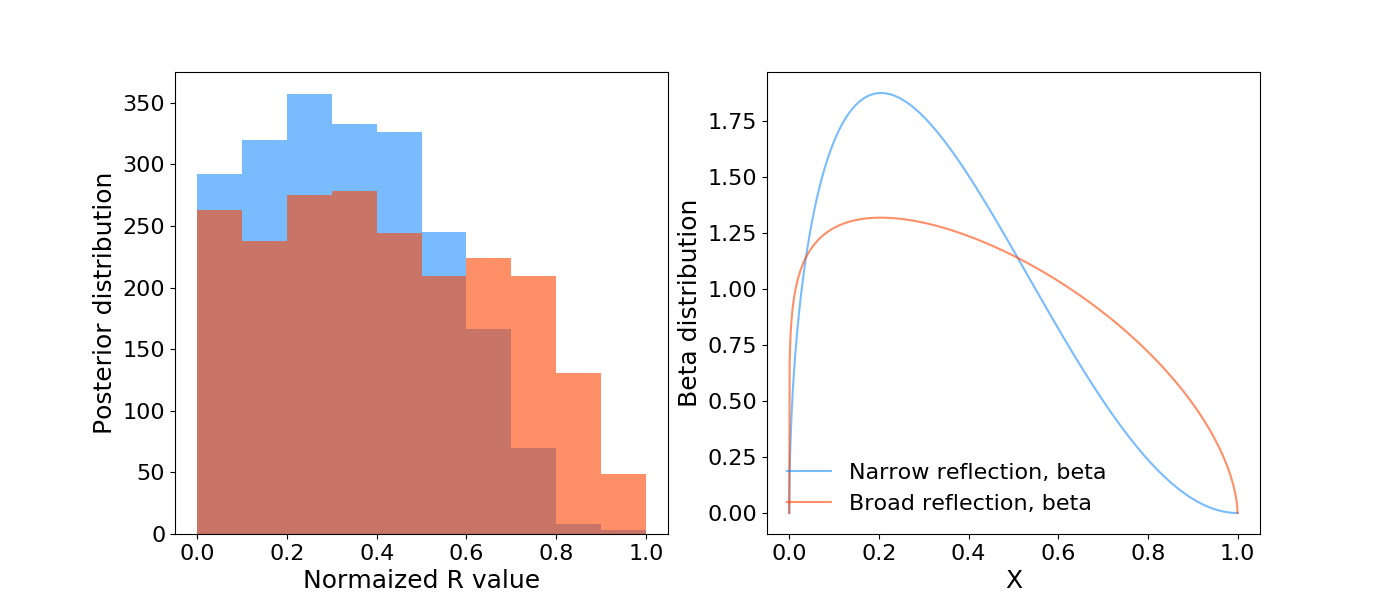 Posterior distribution
350
300
250
200
150
100
50
0
0.0 0.2 0.4 0.6 0.8 1.0
Normaized R value
Beta distribution
1.75
1.50
1.25
1.00
0.75
0.50
0.25
0.00
Narrow reflection, beta
Broad reflection, beta
0.0 0.2 0.4 0.6 0.8 1.0
X